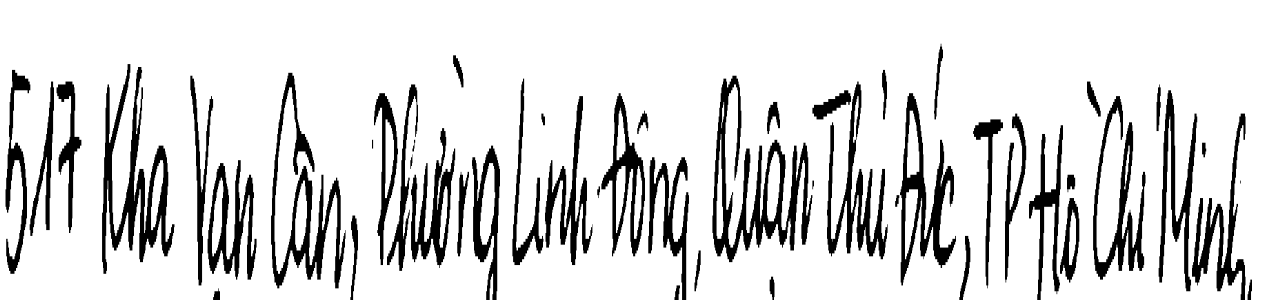 517 Kha Vạn Cân, Phường Linh Đông, Quận Thủ Đức, TP Hồ Chí Minh,